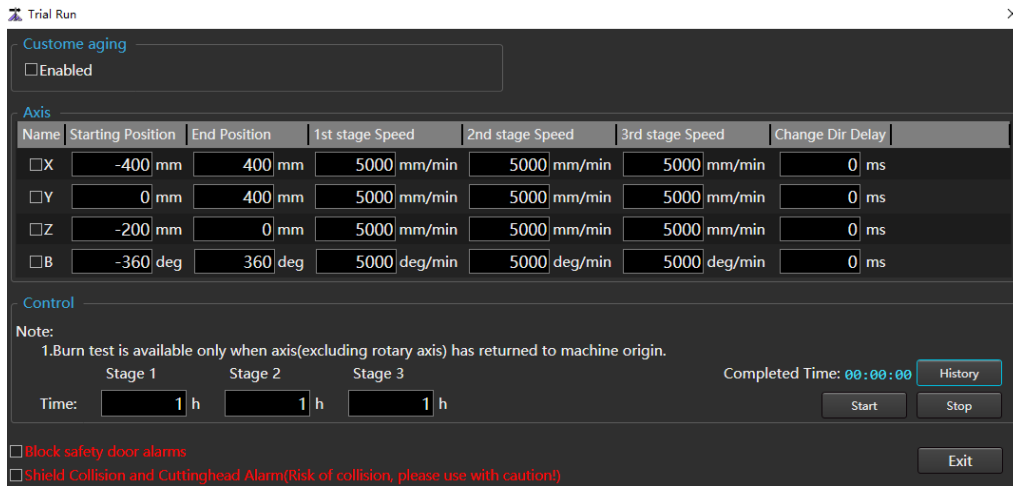 Trial Run
Custome aging
Enabled
Axis
Name Starting Position End Position 1st stage Speed 2nd stage Speed 3rd stage Speed Change Dir Delay
X -400 mm 400 mm 5000 mm/min 5000 mm/min 5000 mm/min 0 ms
Y 0 mm 400 mm 5000 mm/min 5000 mm/min 5000 mm/min 0 ms
Z -200 mm 0 mm 5000 mm/min 5000 mm/min 5000 mm/min 0 ms
B -360 deg 360 deg 5000 deg/min 5000 deg/min 5000 deg/min 0 ms
Control
Note:
1.Burn test is available only when axis(excluding rotary axis) has returned to machine origin.
Stage 1 Stage 2 Stage 3 Completed Time: 00:00:00 History
Time: 1 h 1 h 1 h Start Stop
Block safety door alarms
Shield Collision and Cuttinghead Alarm(Risk of collision, please use with caution!)
Exit